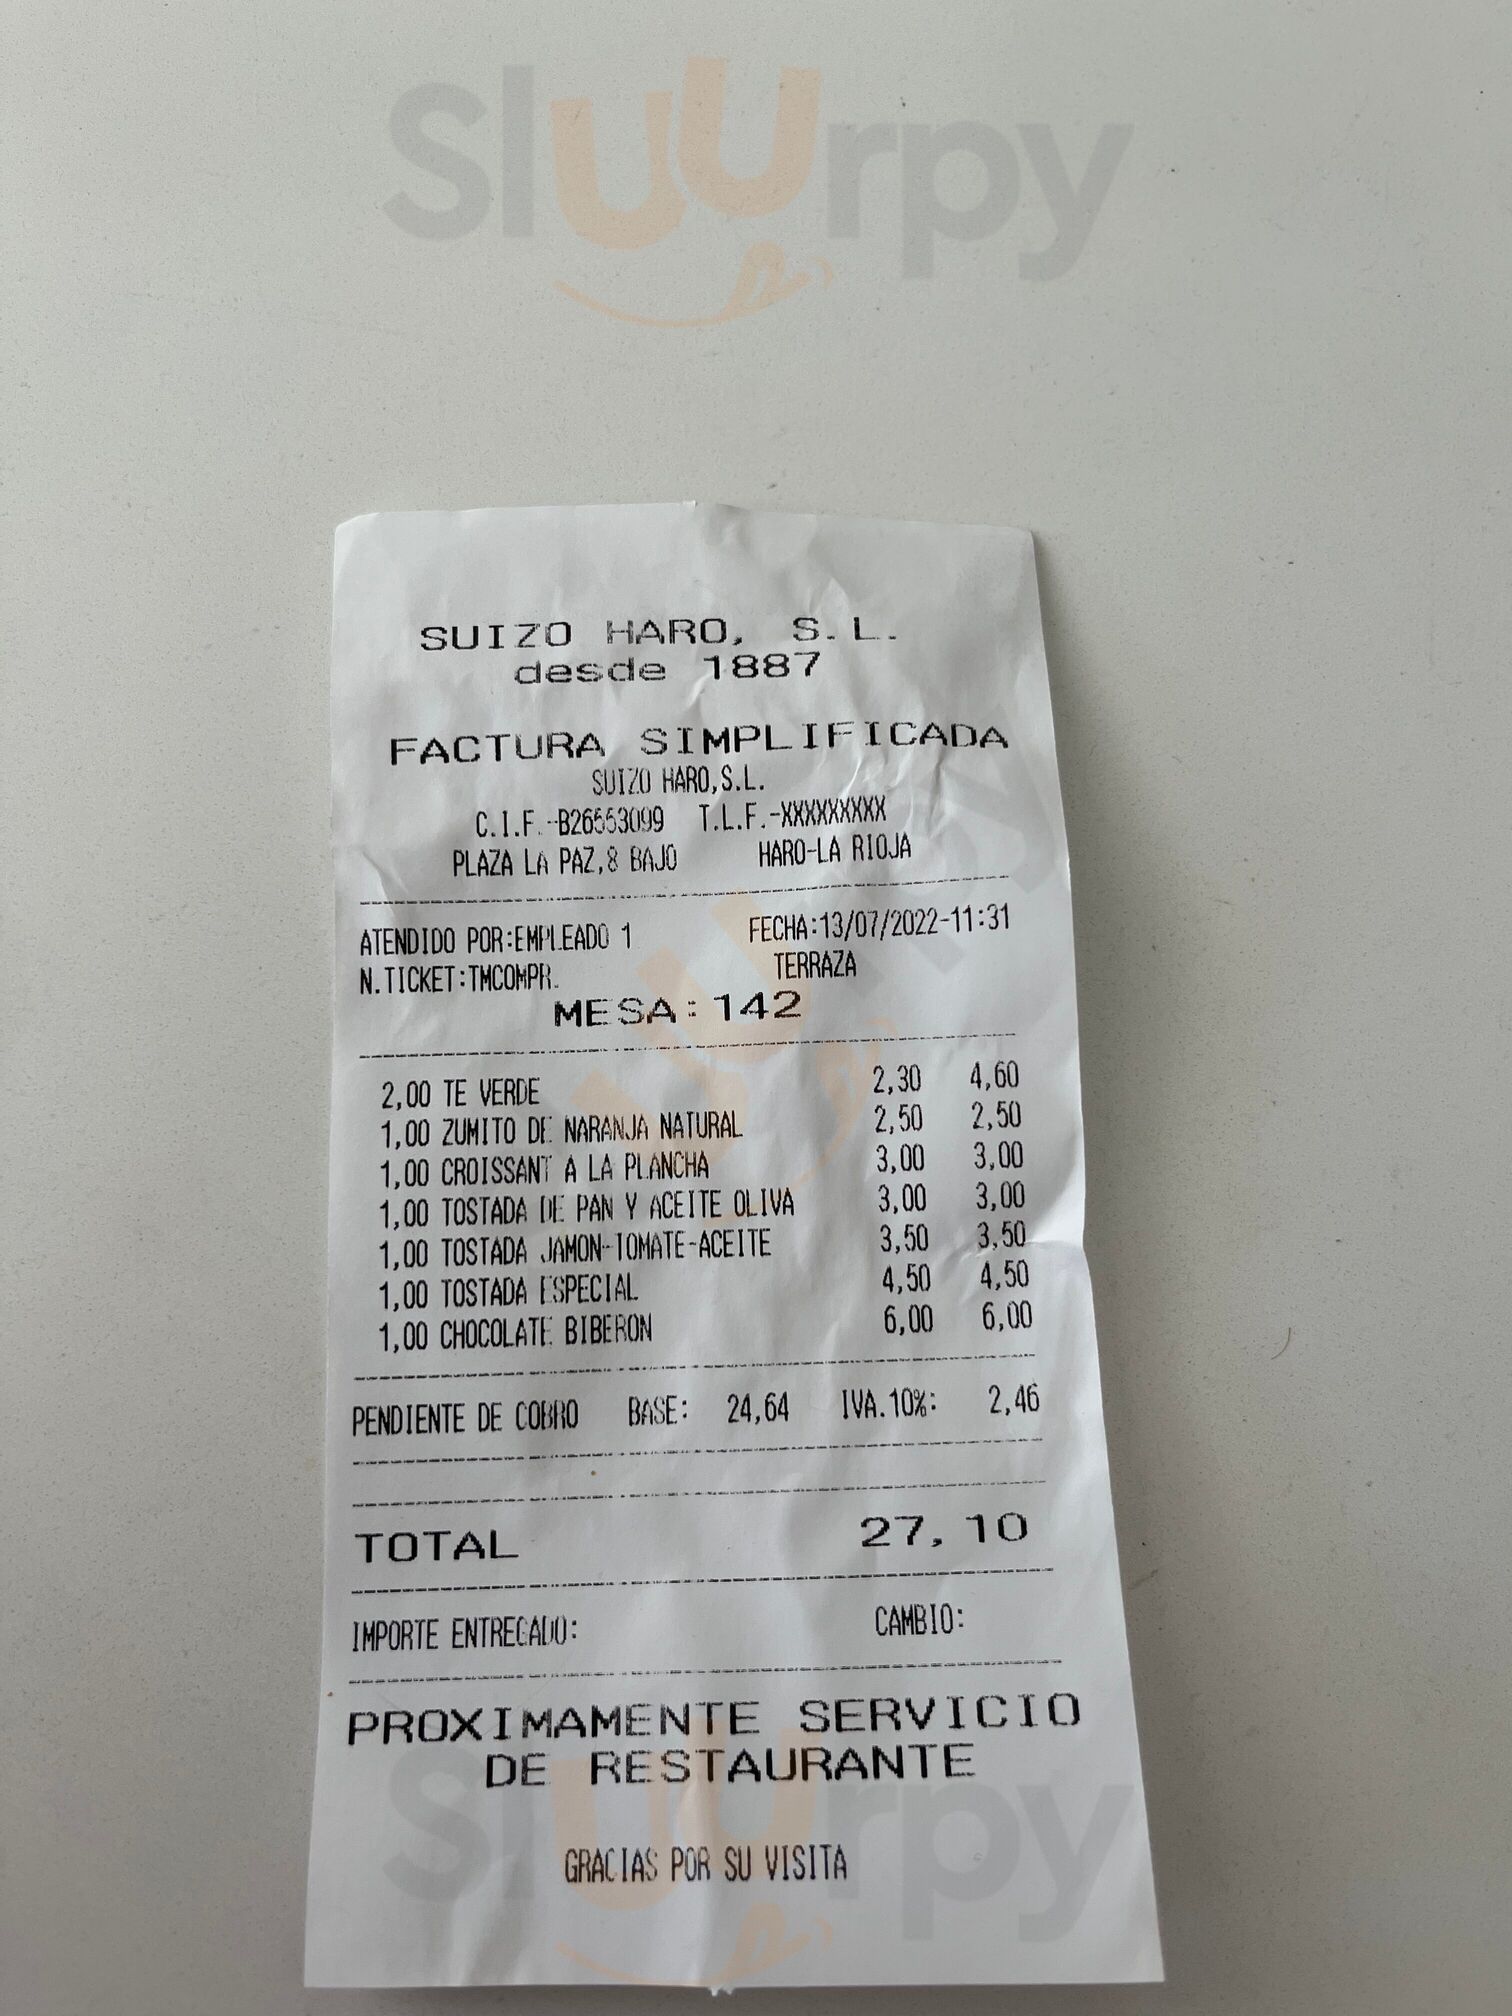 Sluurpy
SUIZO HARO, S.L.
desde 1887
FACTURA SIMPLIFICADA
SUIZO HARO,S.L.
C.I.F.-B26553099 T.L.F.-XXXXXXXXX
PLAZA LA PAZ,8 BAJO HARO-LA RIOJA
ATENDIDO POR:EMPLEADO 1 FECHA:13/07/2022-11:31
N.TICKET:TMCOMPR. TERRAZA
MESA:142
2,00 TE VERDE 2,30 4,60
1,00 ZUMITO DE NARANJA NATURAL 2,50 2,50
1,00 CROISSANT A LA PLANCHA 3,00 3,00
1,00 TOSTADA DE PAN Y ACEITE OLIVA 3,00 3,00
1,00 TOSTADA JAMON-TOMATE-ACEITE 3,50 3,50
1,00 TOSTADA ESPECIAL 4,50 4,50
1,00 CHOCOLATE BIBERON 6,00 6,00
PENDIENTE DE COBRO BASE: 24,64 IVA.10%: 2,46
TOTAL 27,10
IMPORTE ENTREGADO: CAMBIO:
PROXIMAMENTE SERVICIO
DE RESTAURANTE
Sluurpy
GRACIAS POR SU VISITA